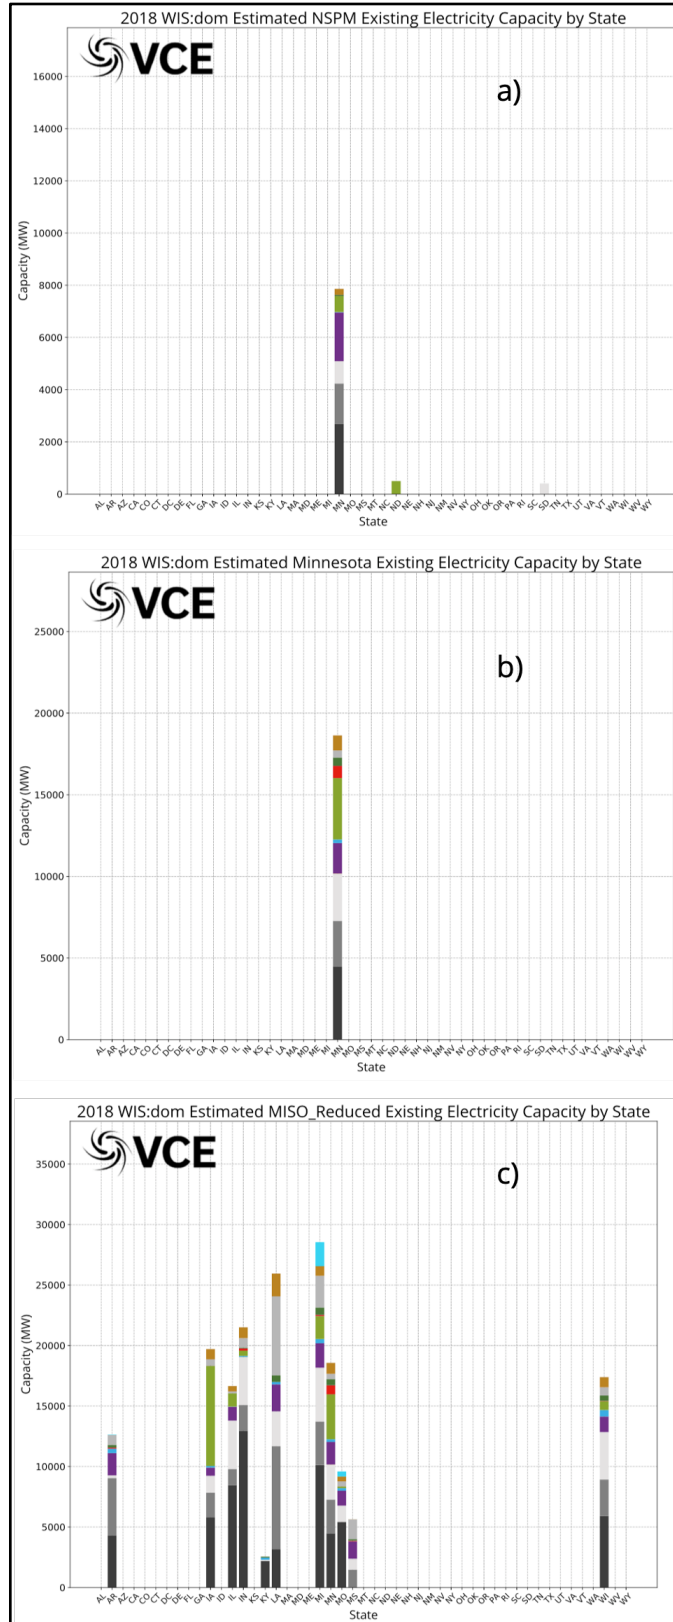 2018 WIS:dom Estimated NSPM Existing Electricity Capacity by State
VCE
a)
16000
14000
12000
10000
8000
6000
4000
2000
0
Capacity (MW)
AL AR AZ CA CO CT DC DE FL GA IA ID IL IN KS KY LA MA MD ME MI MN MO MS MT NC ND NE NH NJ NM NV NY OH OK OR PA RI SC SD TN TX UT VA VT WA WI WV WY
State
2018 WIS:dom Estimated Minnesota Existing Electricity Capacity by State
VCE
b)
25000
20000
15000
10000
5000
0
Capacity (MW)
AL AR AZ CA CO CT DC DE FL GA IA ID IL IN KS KY LA MA MD ME MI MN MO MS MT NC ND NE NH NJ NM NV NY OH OK OR PA RI SC SD TN TX UT VA VT WA WI WV WY
State
2018 WIS:dom Estimated MISO_Reduced Existing Electricity Capacity by State
VCE
c)
35000
30000
25000
20000
15000
10000
5000
0
Capacity (MW)
AL AR AZ CA CO CT DC DE FL GA IA ID IL IN KS KY LA MA MD ME MI MN MO MS MT NC ND NE NH NJ NM NV NY OH OK OR PA RI SC SD TN TX UT VA VT WA WI WV WY
State